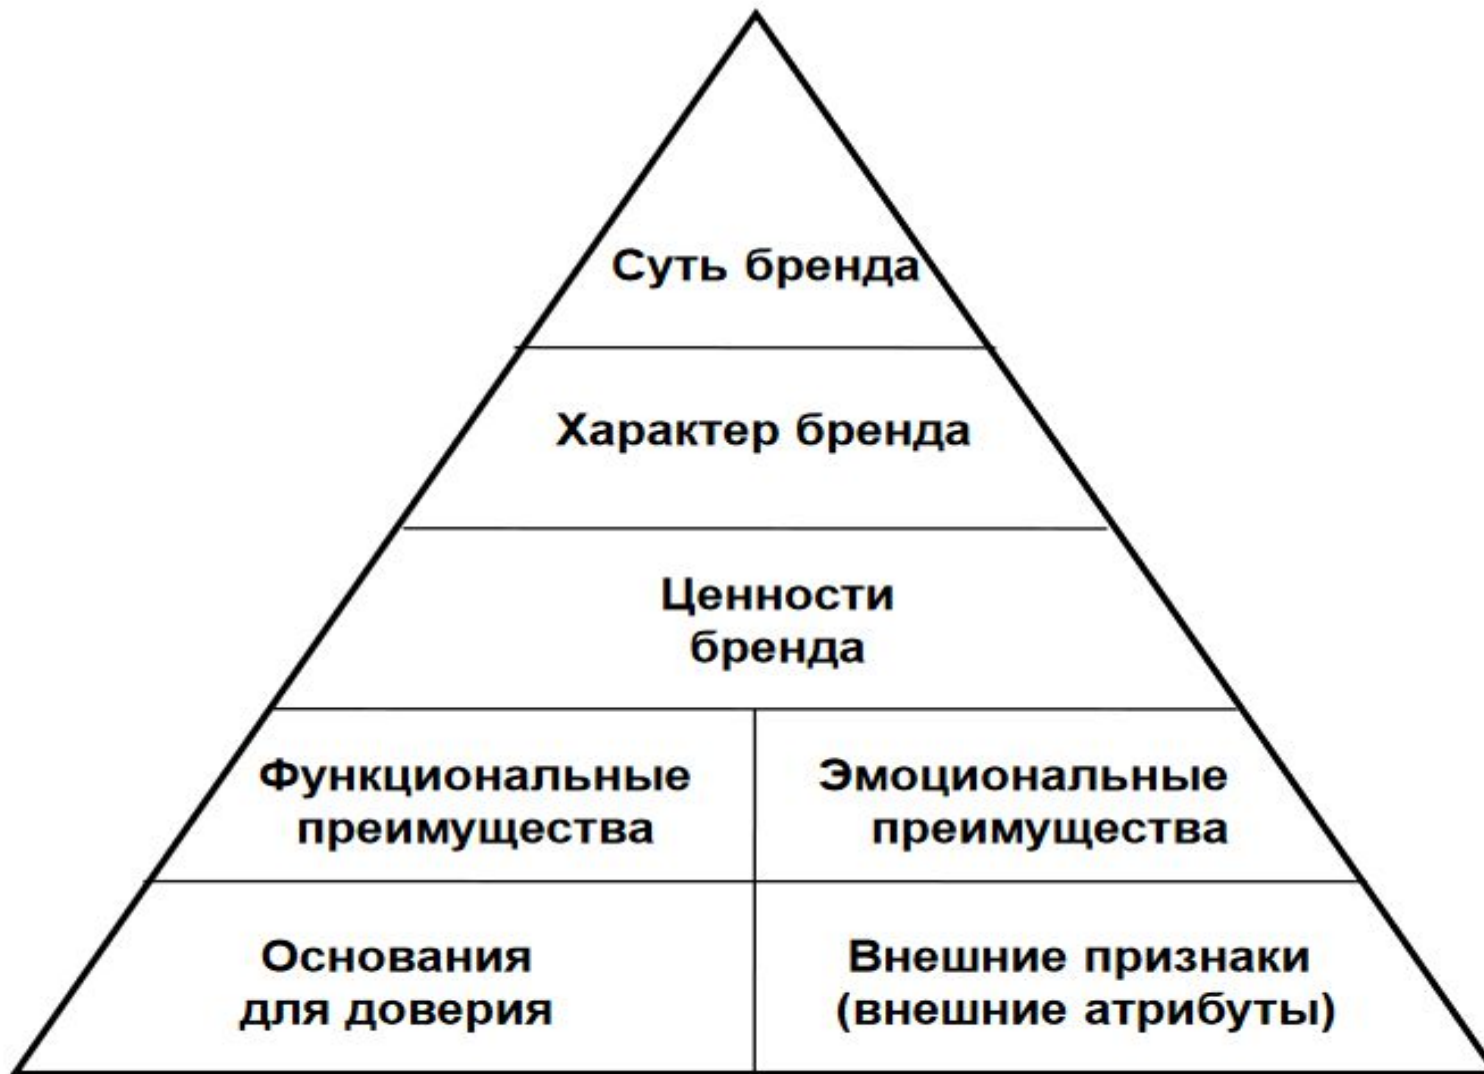 Суть бренда
Характер бренда
Ценности
бренда
Функциональные
преимущества
Эмоциональные
преимущества
Основания
для доверия
Внешние признаки
(внешние атрибуты)